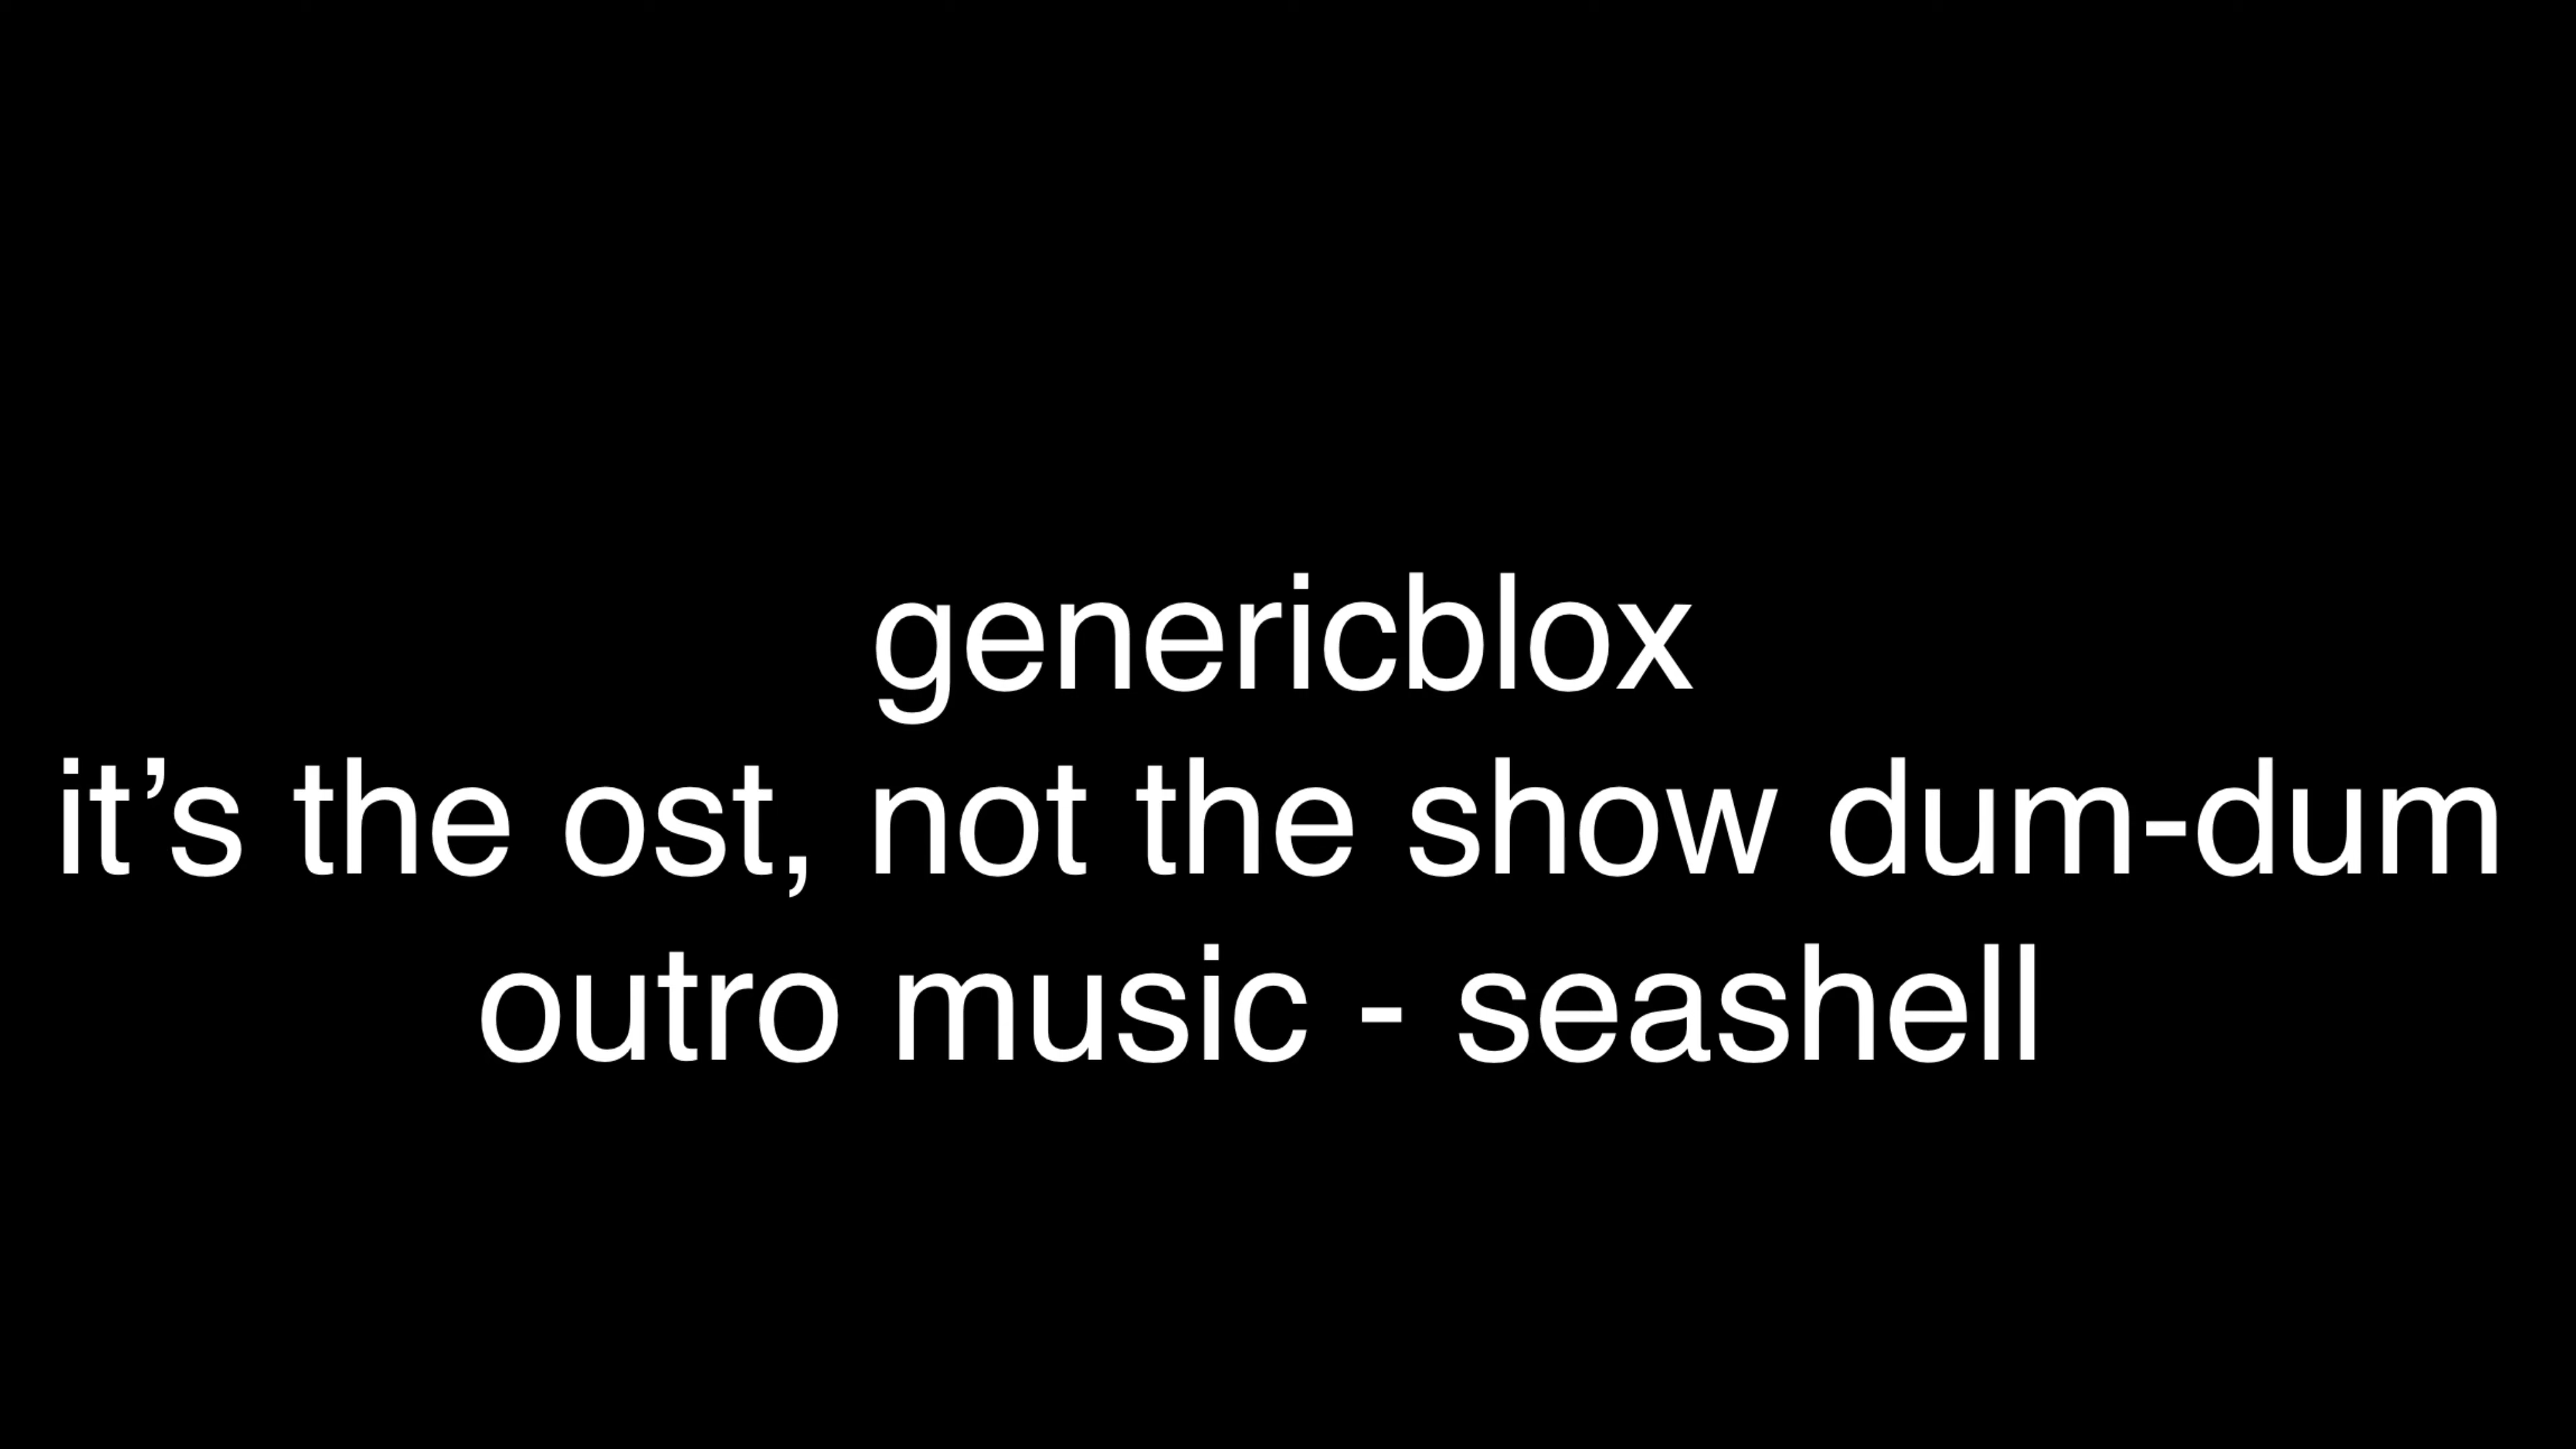 genericblox
it’s the ost, not the show dum-dum
outro music - seashell